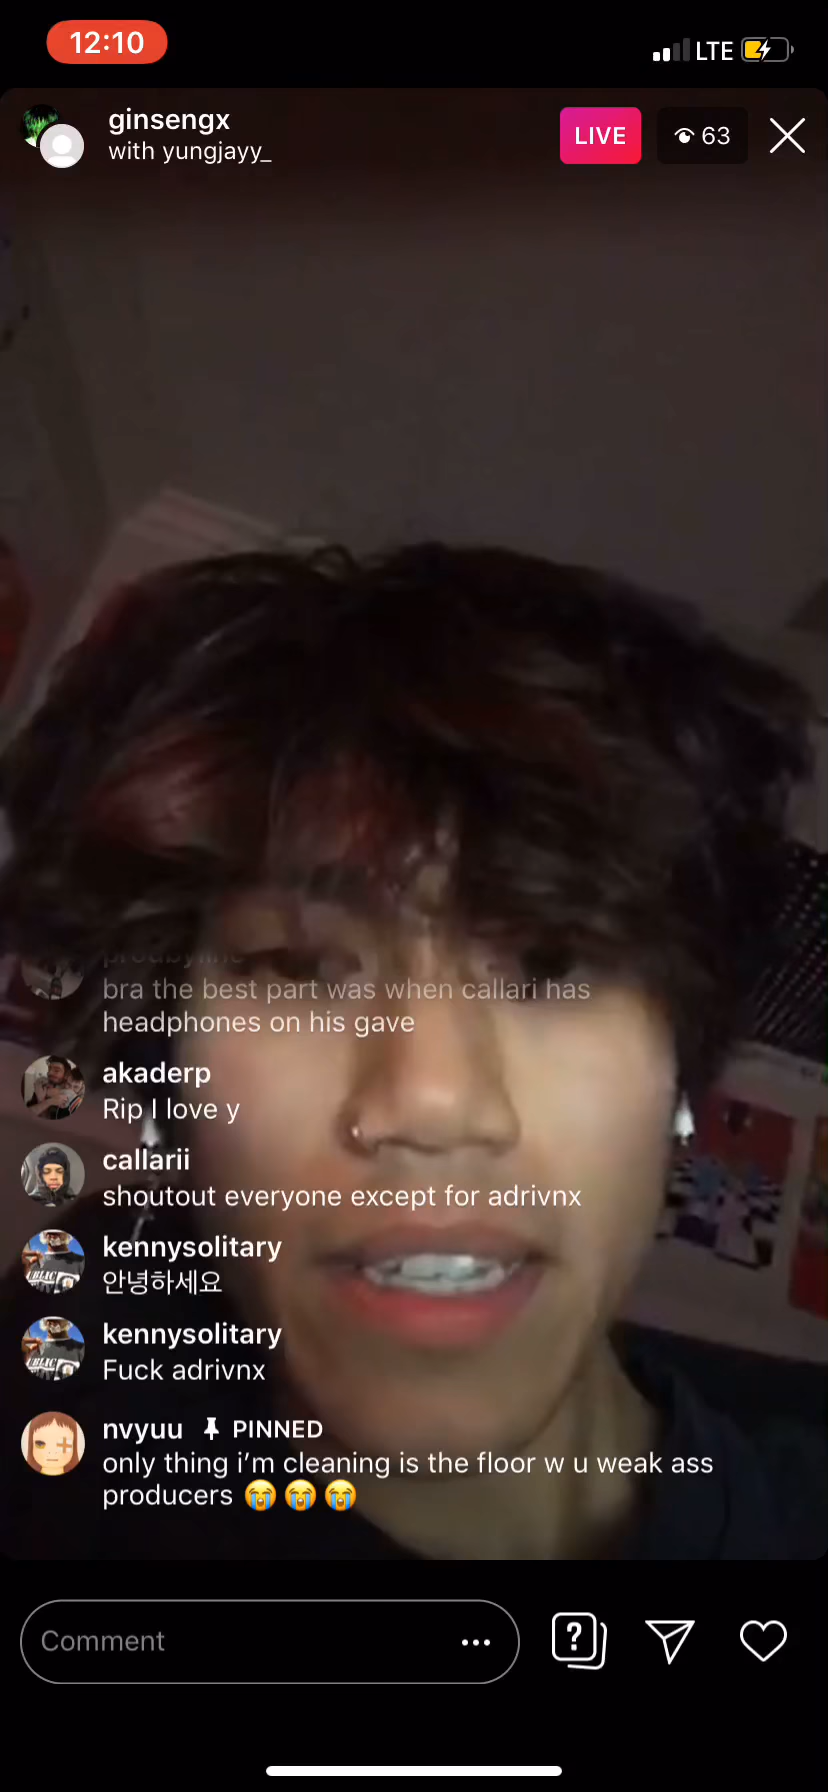 12:10
LTE
ginsengx
with yungjayy_
LIVE
63
bra the best part was when callari has
headphones on his gave
akaderp
Rip I love y
callarii
shoutout everyone except for adrivnx
kennysolitary
안녕하세요
kennysolitary
Fuck adrivnx
nvyuu PINNED
only thing i'm cleaning is the floor w u weak ass
producers 😭😭😭
Comment